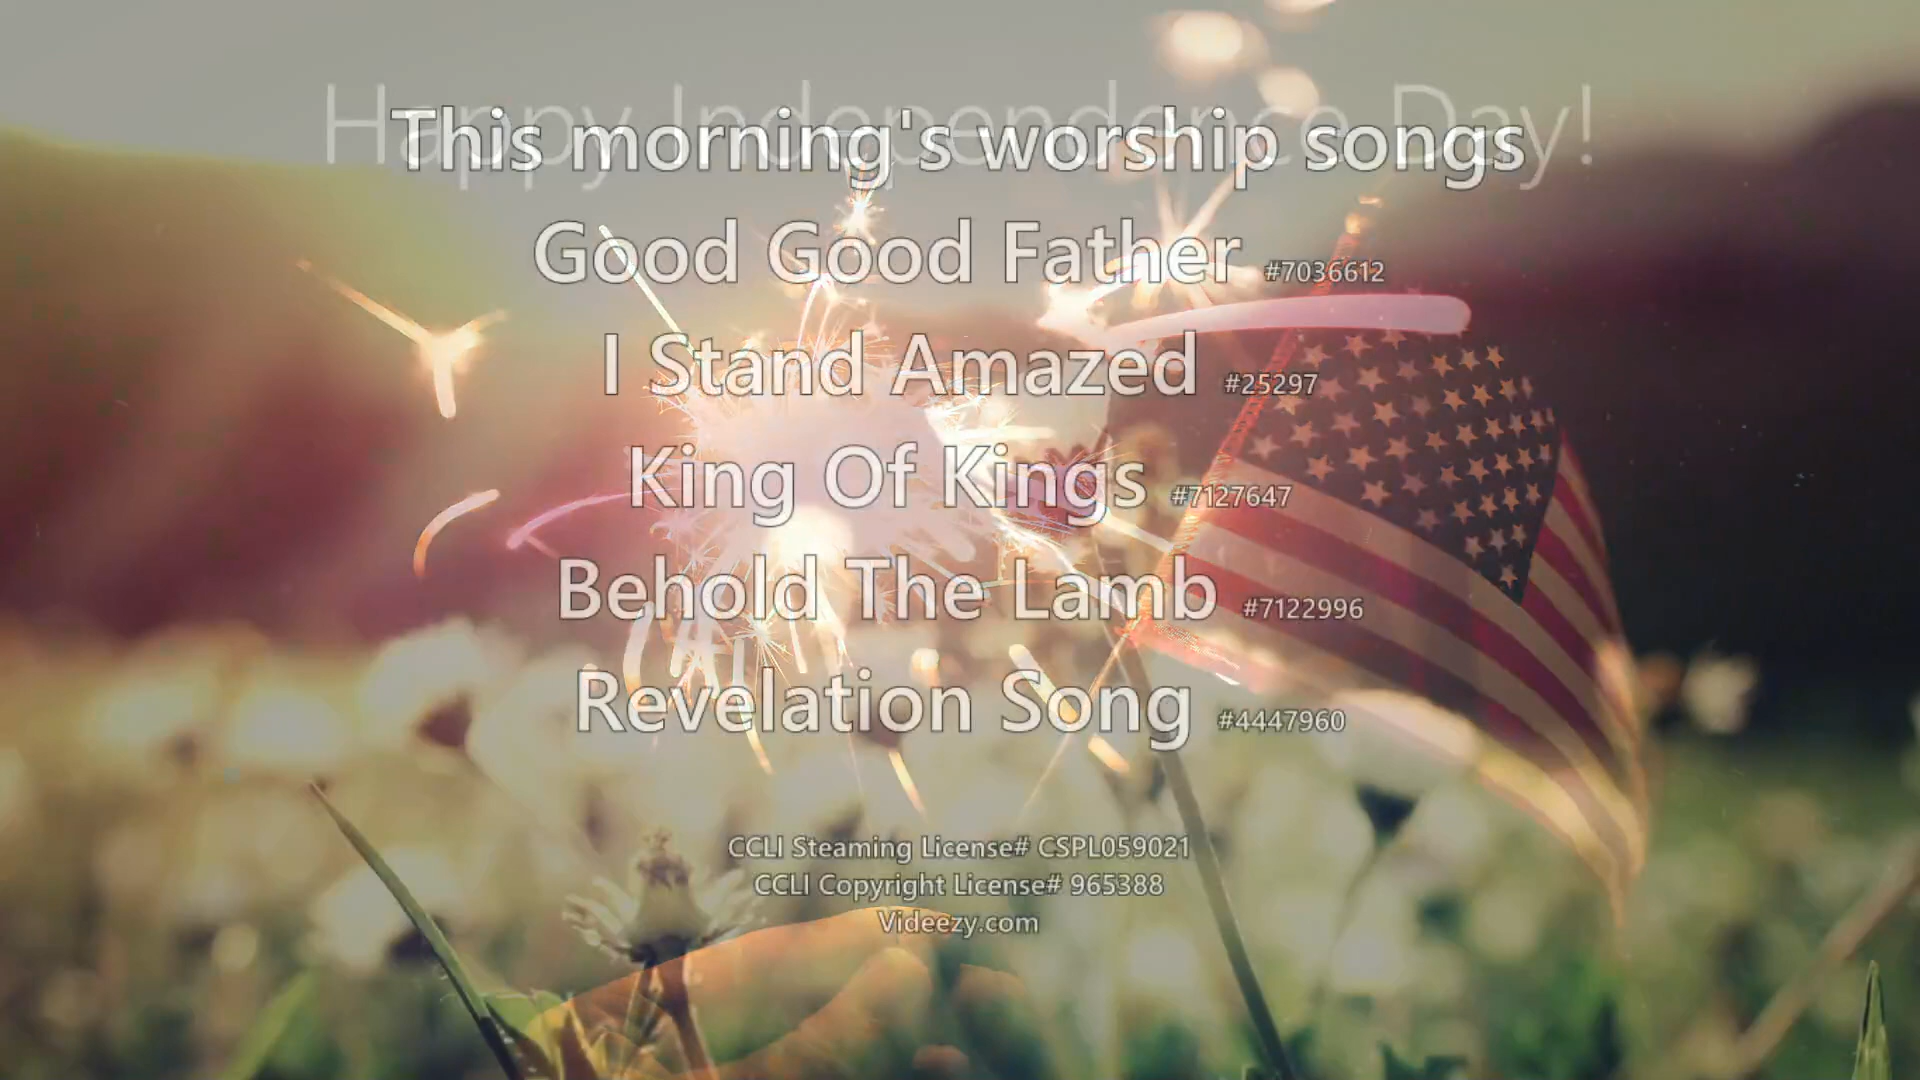 Happy Independence Day!
This morning's worship songs
Good Good Father #7036612
I Stand Amazed #25297
King Of Kings #7127647
Behold The Lamb #7122996
Revelation Song #4447960
CCLI Steaming License# CSPL059021
CCLI Copyright License# 965388
Videezy.com